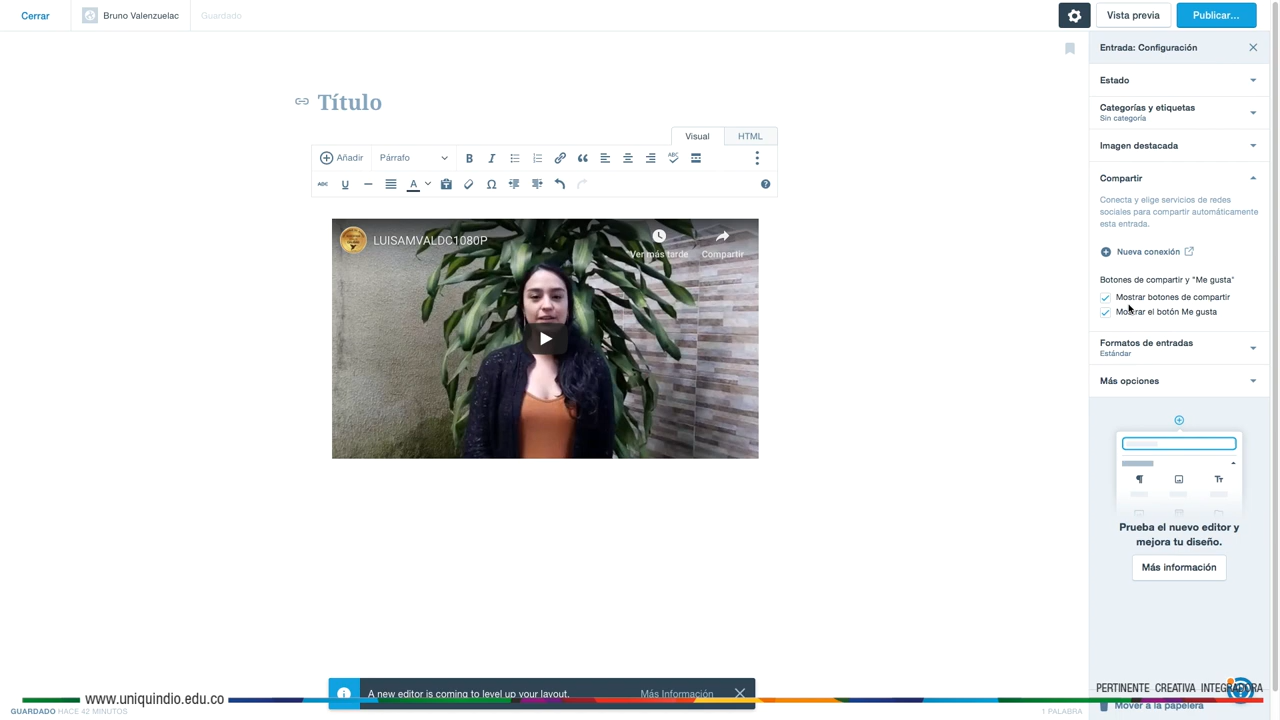 Cerrar
Bruno Valenzuelac
Guardado
Vista previa
Publicar...
Entrada: Configuración
Estado
Categorías y etiquetas
Sin categoría
Imagen destacada
Compartir
Conecta y elige servicios de redes
sociales para compartir automáticamente
esta entrada.
Nueva conexión
Botones de compartir y "Me gusta"
Mostrar botones de compartir
Mostrar el botón Me gusta
Formatos de entradas
Estándar
Más opciones
Prueba el nuevo editor y
mejora tu diseño.
Más información
Mover a la papelera
Título
Visual
HTML
Añadir
Párrafo
B I
ABC
ABC
U
A
LUISAMVALDC1080P
Ver más tarde
Compartir
A new editor is coming to level up your layout.
Más Información
www.uniquindio.edu.co
PERTINENTE CREATIVA INTEGRADORA
GUARDADO HACE 42 MINUTOS
1 PALABRA